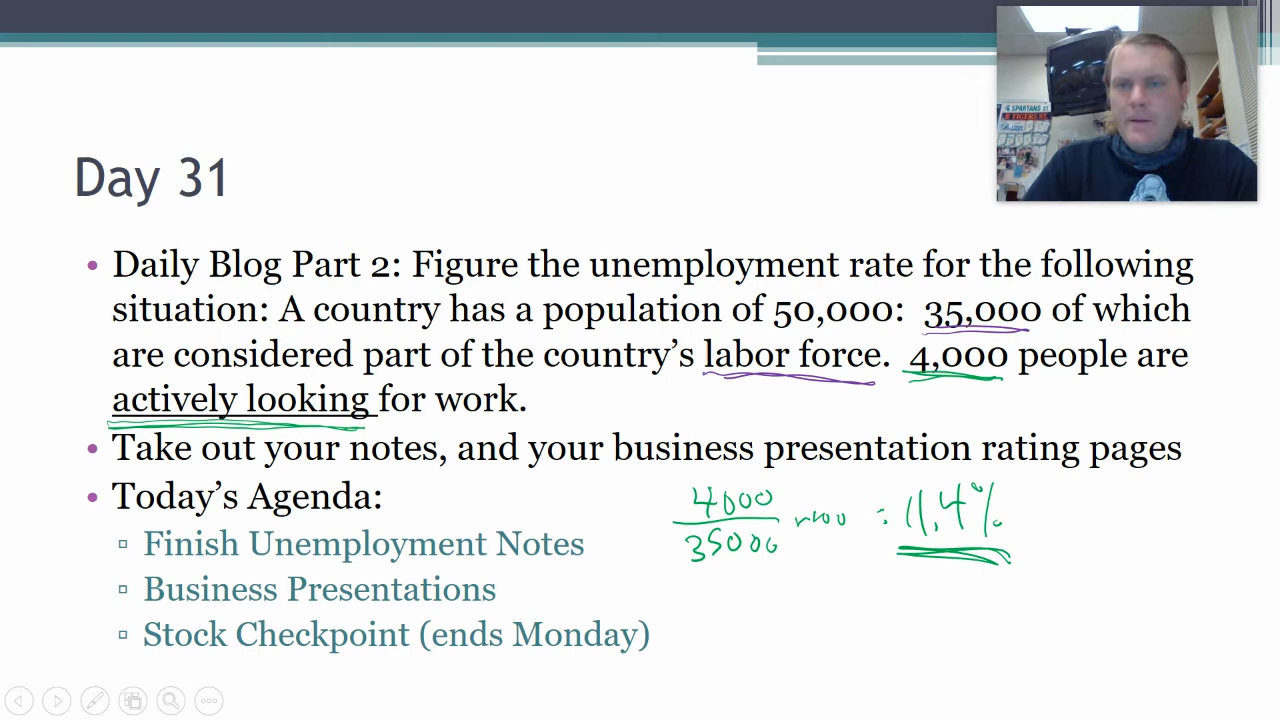 SPARTANS
TIGERS
Day 31
• Daily Blog Part 2: Figure the unemployment rate for the following
situation: A country has a population of 50,000: 35,000 of which
are considered part of the country’s labor force. 4,000 people are
actively looking for work.
• Take out your notes, and your business presentation rating pages
• Today’s Agenda:
▫ Finish Unemployment Notes
▫ Business Presentations
▫ Stock Checkpoint (ends Monday)
4000
35000
x100 = 11.4%